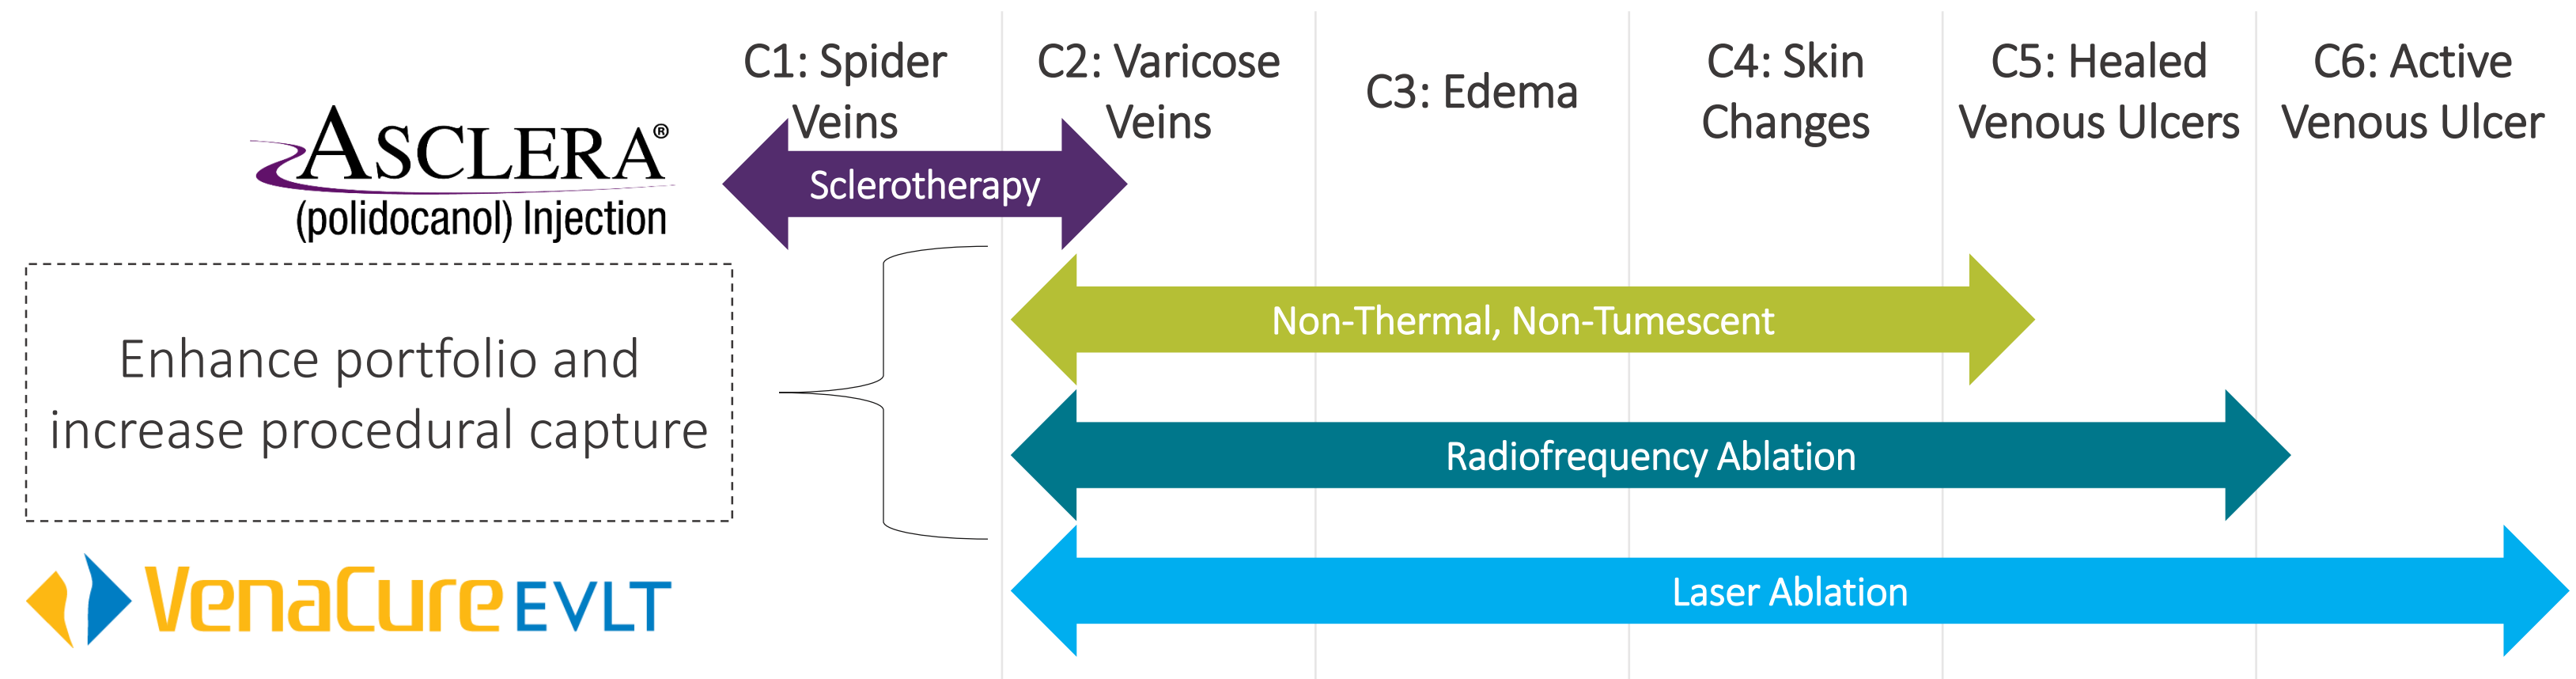 C1: Spider
Veins
C2: Varicose
Veins
C3: Edema
C4: Skin
Changes
C5: Healed
Venous Ulcers
C6: Active
Venous Ulcer
ASCLERA®
(polidocanol) Injection
Sclerotherapy
Enhance portfolio and
increase procedural capture
Non-Thermal, Non-Tumescent
Radiofrequency Ablation
VenaCure EVLT
Laser Ablation